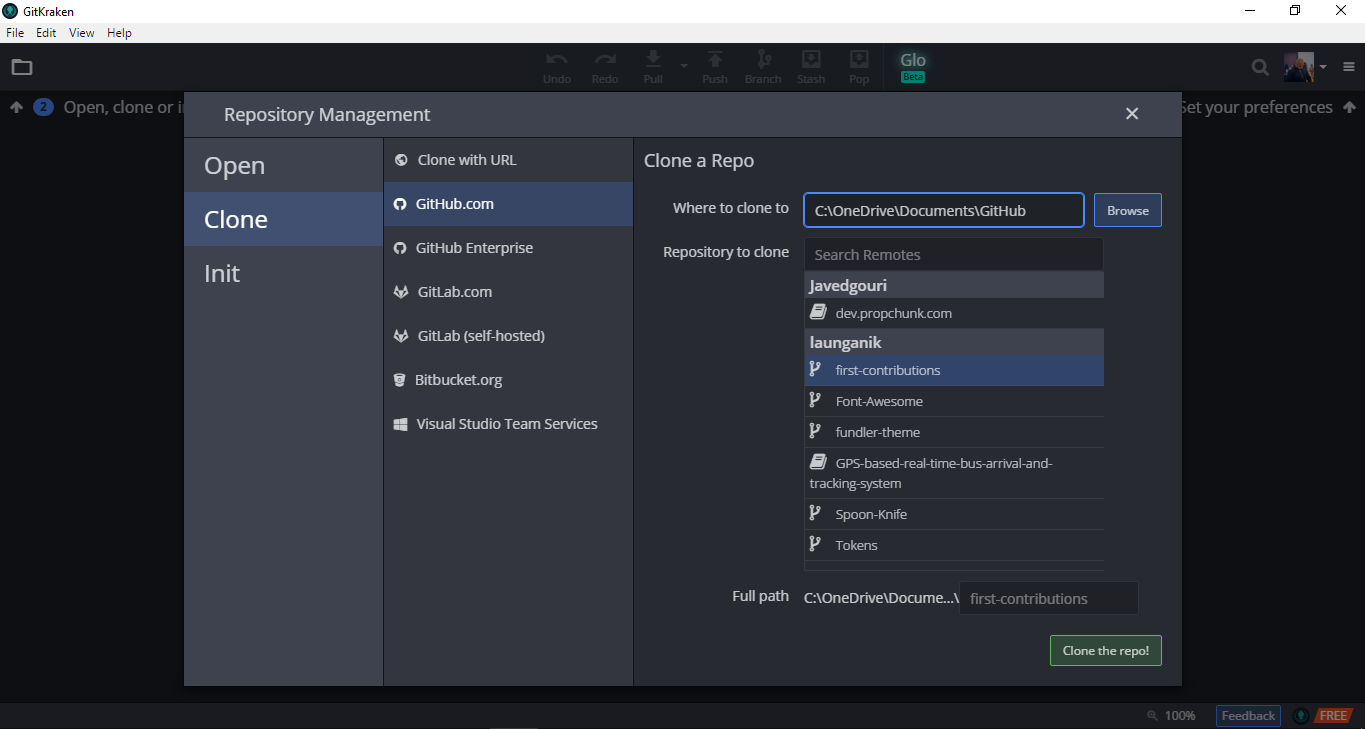 GitKraken
File Edit View Help
Undo Redo Pull Push Branch Stash Pop Glo
Beta
2 Open, clone or i
Set your preferences
Repository Management
Open
Clone
Init
Clone with URL
GitHub.com
GitHub Enterprise
GitLab.com
GitLab (self-hosted)
Bitbucket.org
Visual Studio Team Services
Clone a Repo
Where to clone to C:\OneDrive\Documents\GitHub Browse
Repository to clone Search Remotes
Javedgouri
dev.propchunk.com
launganik
first-contributions
Font-Awesome
fundler-theme
GPS-based-real-time-bus-arrival-and-
tracking-system
Spoon-Knife
Tokens
Full path C:\OneDrive\Docume...\ first-contributions
Clone the repo!
100% Feedback FREE